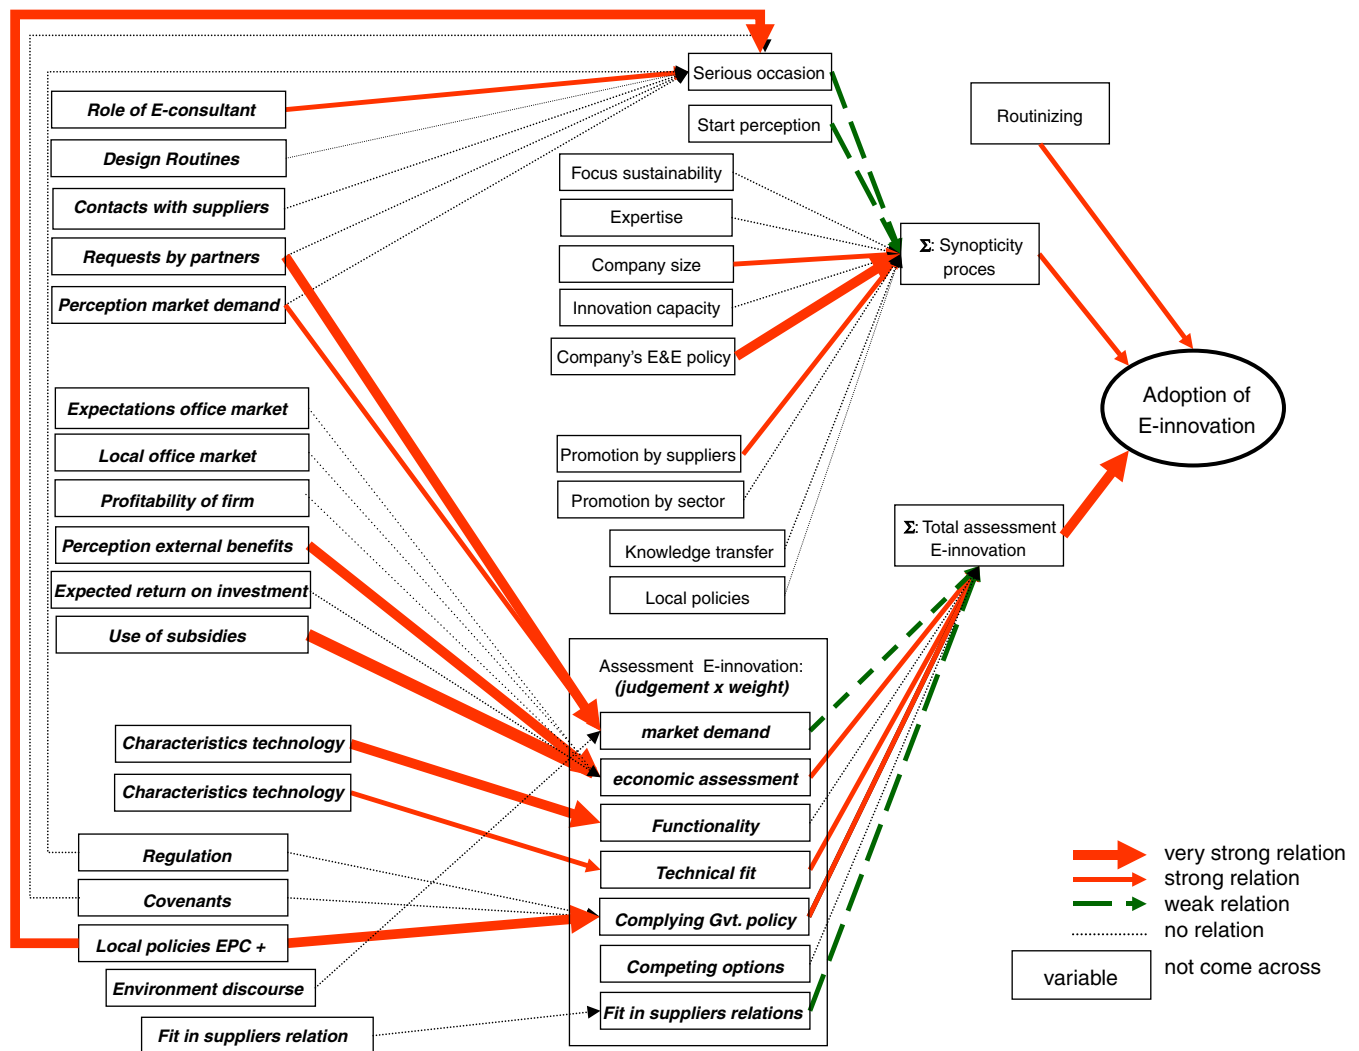 Serious occasion
Role of E-consultant
Routinizing
Start perception
Design Routines
Focus sustainability
Contacts with suppliers
Expertise
Requests by partners
Σ: Synopticity
proces
Company size
Perception market demand
Innovation capacity
Company's E&E policy
Adoption of
E-innovation
Expectations office market
Local office market
Promotion by suppliers
Profitability of firm
Promotion by sector
Σ: Total assessment
E-innovation
Perception external benefits
Knowledge transfer
Expected return on investment
Local policies
Use of subsidies
Assessment E-innovation:
(judgement x weight)
market demand
Characteristics technology
economic assessment
Characteristics technology
Functionality
Regulation
Technical fit
Covenants
Complying Gvt. policy
Local policies EPC +
Competing options
Environment discourse
Fit in suppliers relations
Fit in suppliers relation
very strong relation
strong relation
weak relation
no relation
variable
not come across